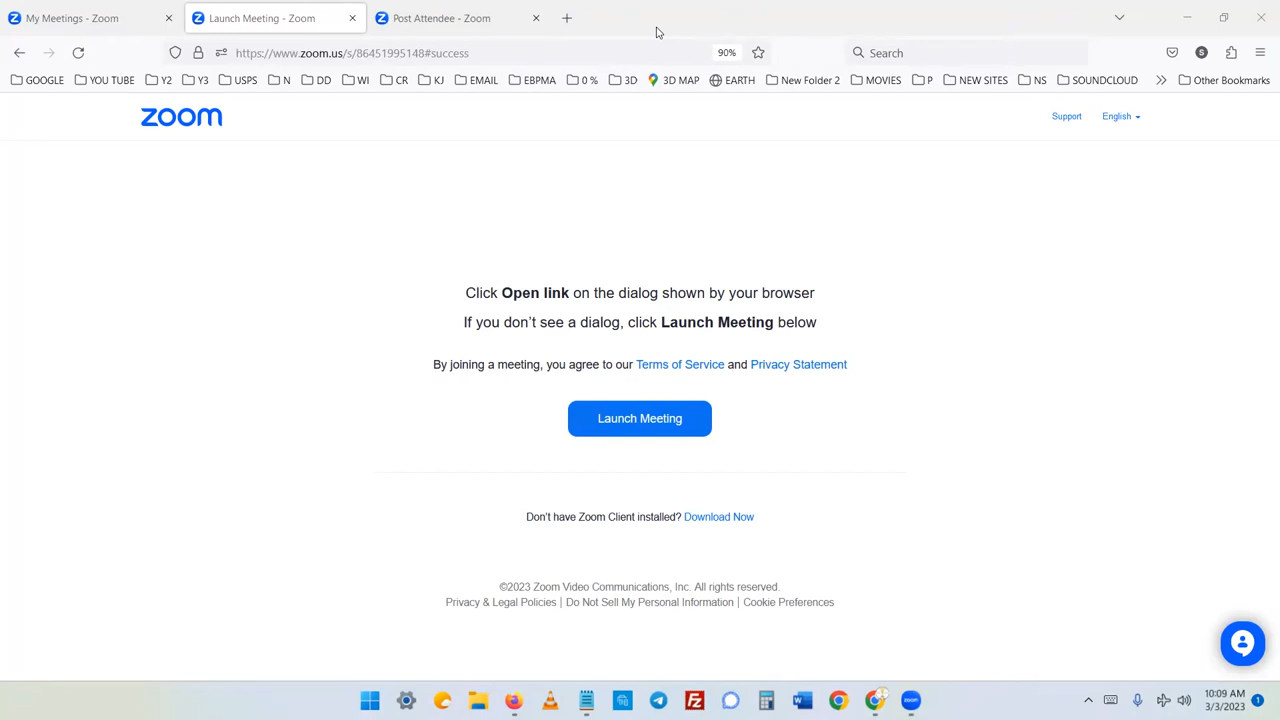 My Meetings - Zoom
Launch Meeting - Zoom
Post Attendee - Zoom
https://www.zoom.us/s/86451995148#success
90%
Search
S
GOOGLE
YOU TUBE
Y2
Y3
USPS
N
DD
WI
CR
KJ
EMAIL
EBPMA
0 %
3D
3D MAP
EARTH
New Folder 2
MOVIES
P
NEW SITES
NS
SOUNDCLOUD
Other Bookmarks
zoom
Support
English
Click Open link on the dialog shown by your browser
If you don’t see a dialog, click Launch Meeting below
By joining a meeting, you agree to our Terms of Service and Privacy Statement
Launch Meeting
Don’t have Zoom Client installed? Download Now
©2023 Zoom Video Communications, Inc. All rights reserved.
Privacy & Legal Policies | Do Not Sell My Personal Information | Cookie Preferences
zoom
10:09 AM
3/3/2023
1